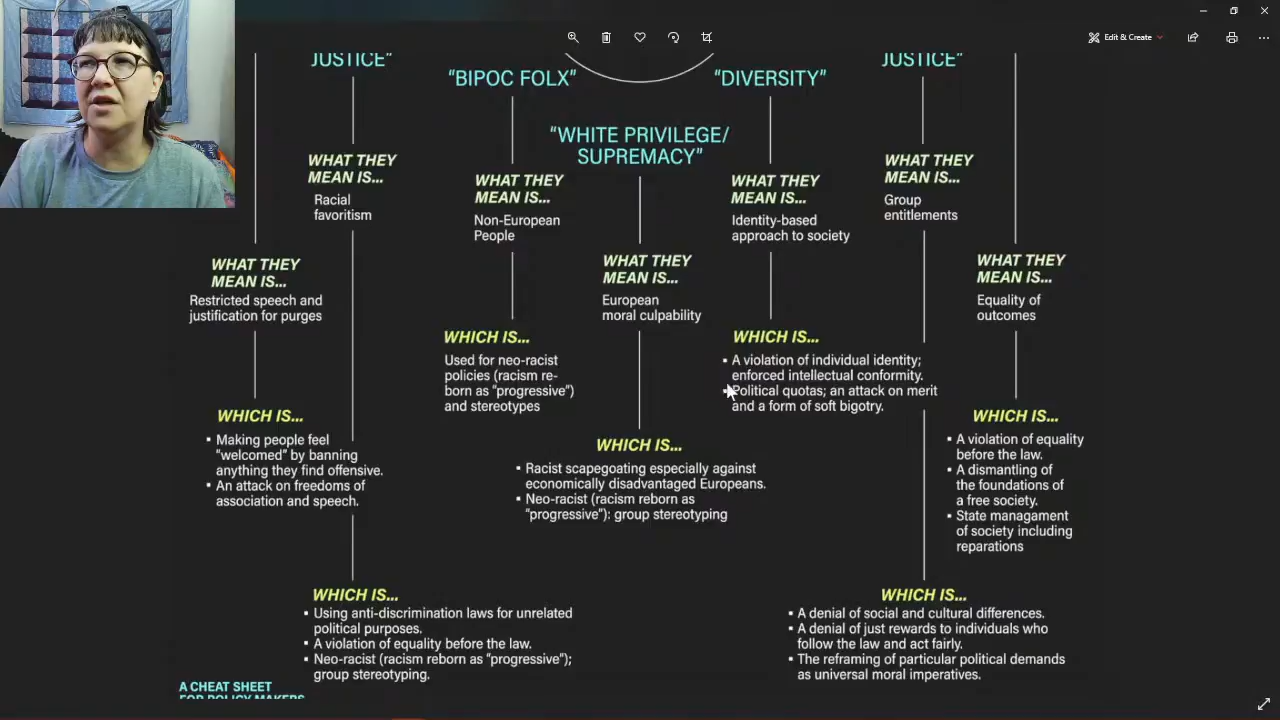 Edit & Create
JUSTICE"
"BIPOC FOLX"
"DIVERSITY"
JUSTICE"
"WHITE PRIVILEGE/
SUPREMACY"
WHAT THEY
MEAN IS...
Racial
favoritism
WHAT THEY
MEAN IS...
Non-European
People
WHAT THEY
MEAN IS...
Identity-based
approach to society
WHAT THEY
MEAN IS...
Group
entitlements
WHAT THEY
MEAN IS...
Restricted speech and
justification for purges
WHAT THEY
MEAN IS...
European
moral culpability
WHAT THEY
MEAN IS...
Equality of
outcomes
WHICH IS...
Used for neo-racist
policies (racism re-
born as "progressive")
and stereotypes
WHICH IS...
▪ A violation of individual identity;
enforced intellectual conformity.
▪ Political quotas; an attack on merit
and a form of soft bigotry.
WHICH IS...
▪ Making people feel
"welcomed" by banning
anything they find offensive.
▪ An attack on freedoms of
association and speech.
WHICH IS...
▪ Racist scapegoating especially against
economically disadvantaged Europeans.
▪ Neo-racist (racism reborn as
"progressive"): group stereotyping
WHICH IS...
▪ A violation of equality
before the law.
▪ A dismantling of
the foundations of
a free society.
▪ State managament
of society including
reparations
WHICH IS...
▪ Using anti-discrimination laws for unrelated
political purposes.
▪ A violation of equality before the law.
▪ Neo-racist (racism reborn as "progressive");
group stereotyping.
WHICH IS...
▪ A denial of social and cultural differences.
▪ A denial of just rewards to individuals who
follow the law and act fairly.
▪ The reframing of particular political demands
as universal moral imperatives.
A CHEAT SHEET
FOR POLICY MAKERS